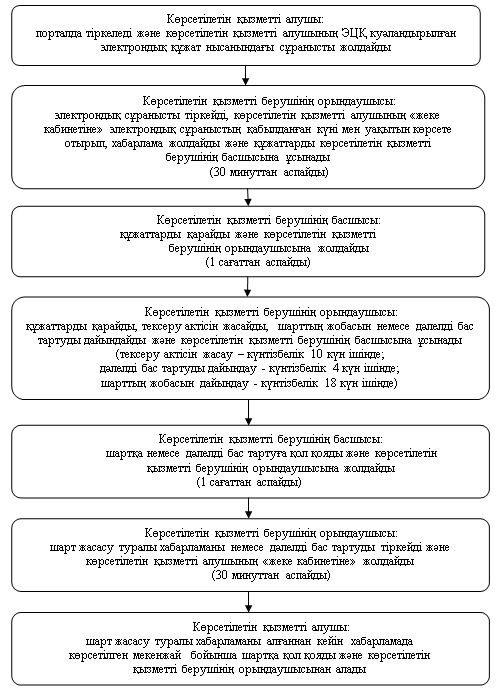 Көрсетілетін қызметті алушы:
порталда тіркеледі және көрсетілетін қызметті алушының ЭЦҚ куәландырылған
электрондық құжат нысанындағы сұранысты жолдайды
Көрсетілетін қызметті берушінің орындаушысы:
электрондық сұранысты тіркейді, көрсетілетін қызметті алушының «жеке
кабинетіне» электрондық сұраныстың қабылданған күні мен уақытын көрсете
отырып, хабарлама жолдайды және құжаттарды көрсетілетін қызметті
берушінің басшысына ұсынады
(30 минуттан аспайды)
Көрсетілетін қызметті берушінің басшысы:
құжаттарды қарайды және көрсетілетін қызметті
берушінің орындаушысына жолдайды
(1 сағаттан аспайды)
Көрсетілетін қызметті берушінің орындаушысы:
құжаттарды қарайды, тексеру актісін жасайды, шарттың жобасын немесе дәлелді бас
тартуды дайындайды және көрсетілетін қызметті берушінің басшысына ұсынады
(тексеру актісін жасау – күнтізбелік 10 күн ішінде;
дәлелді бас тартуды дайындау - күнтізбелік 4 күн ішінде;
шарттың жобасын дайындау - күнтізбелік 18 күн ішінде)
Көрсетілетін қызметті берушінің басшысы:
шартқа немесе дәлелді бас тартуға қол қояды және көрсетілетін
қызметті берушінің орындаушысына жолдайды
(1 сағаттан аспайды)
Көрсетілетін қызметті берушінің орындаушысы:
шарт жасасу туралы хабарламаны немесе дәлелді бас тартуды тіркейді және
көрсетілетін қызметті алушының «жеке кабинетіне» жолдайды
(30 минуттан аспайды)
Көрсетілетін қызметті алушы:
шарт жасасу туралы хабарламаны алғаннан кейін хабарламада
көрсетілген мекенжай бойынша шартқа қол қояды және көрсетілетін
қызметті берушінің орындаушысынан алады